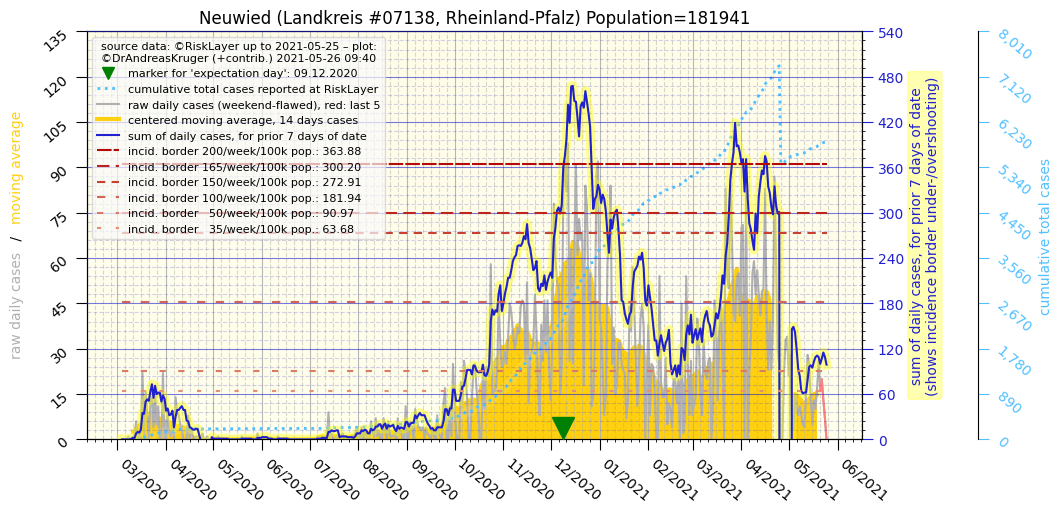 Neuwied (Landkreis #07138, Rheinland-Pfalz) Population=181941
source data: ©RiskLayer up to 2021-05-25 – plot:
©DrAndreasKruger (+contrib.) 2021-05-26 09:40
marker for 'expectation day': 09.12.2020
cumulative total cases reported at RiskLayer
raw daily cases (weekend-flawed), red: last 5
centered moving average, 14 days cases
sum of daily cases, for prior 7 days of date
incid. border 200/week/100k pop.: 363.88
incid. border 165/week/100k pop.: 300.20
incid. border 150/week/100k pop.: 272.91
incid. border 100/week/100k pop.: 181.94
incid. border   50/week/100k pop.: 90.97
incid. border   35/week/100k pop.: 63.68
raw daily cases / moving average
135
120
105
90
75
60
45
30
15
0
03/2020
04/2020
05/2020
06/2020
07/2020
08/2020
09/2020
10/2020
11/2020
12/2020
01/2021
02/2021
03/2021
04/2021
05/2021
06/2021
540
480
420
360
300
240
180
120
60
0
sum of daily cases, for prior 7 days of date
(shows incidence border under-/overshooting)
8,010
7,120
6,230
5,340
4,450
3,560
2,670
1,780
890
0
cumulative total cases